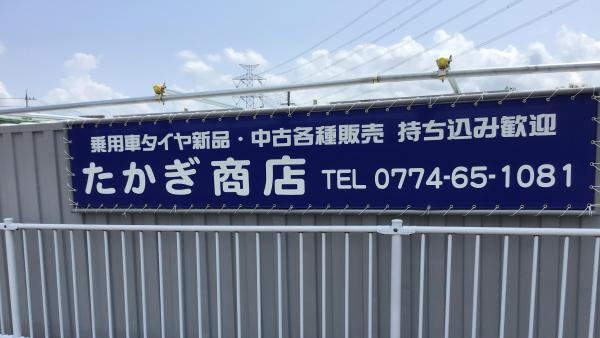 乗用車タイヤ新品・中古各種販売 持ち込み歓迎
たかぎ商店 TEL 0774-65-1081